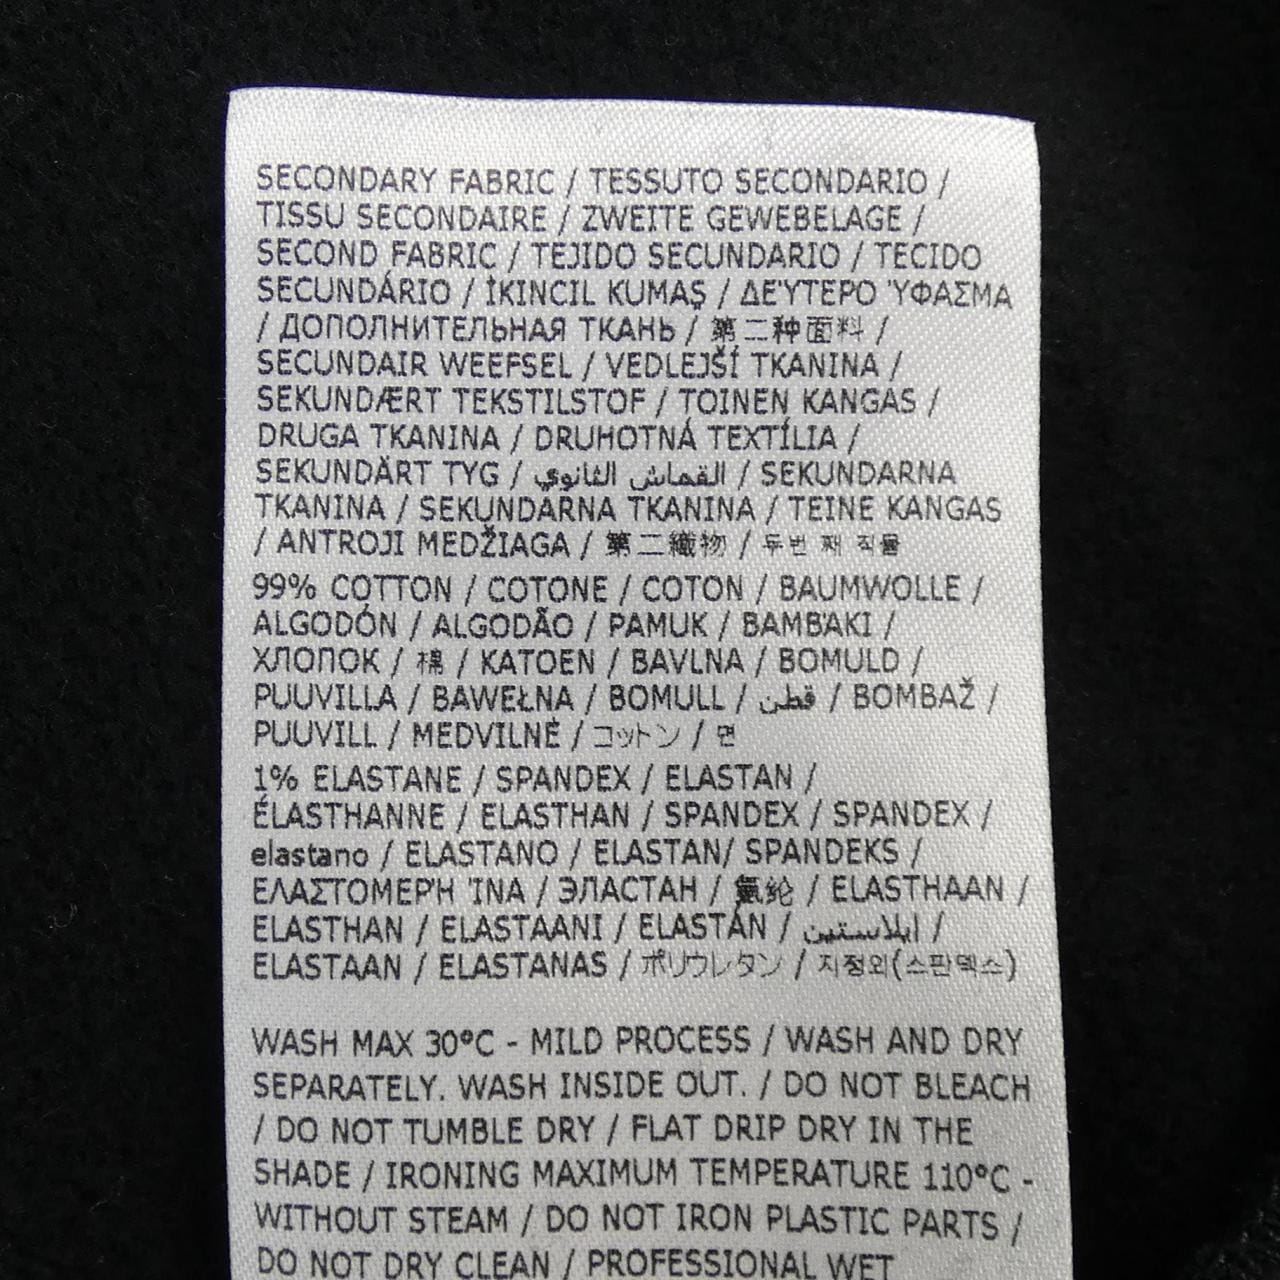 SECONDARY FABRIC / TESSUTO SECONDARIO /
TISSU SECONDAIRE / ZWEITE GEWEBELAGE /
SECOND FABRIC / TEJIDO SECUNDARIO / TECIDO
SECUNDÁRIO / İKINCIL KUMAŞ / ΔΕΎΤΕΡΟ ΎΦΑΣΜΑ
/ ДОПОЛНИТЕЛЬНАЯ ТКАНЬ / 第二种面料 /
SECUNDAIR WEEFSEL / VEDLEJŠÍ TKANINA /
SEKUNDÆRT TEKSTILSTOF / TOINEN KANGAS /
DRUGA TKANINA / DRUHOTNÁ TEXTÍLIA /
SEKUNDÄRT TYG / القماش الثانوي / SEKUNDARNA
TKANINA / SEKUNDARNA TKANINA / TEINE KANGAS
/ ANTROJI MEDŽIAGA / 第二織物 / 두번 째 직물
99% COTTON / COTONE / COTON / BAUMWOLLE /
ALGODÓN / ALGODÃO / PAMUK / ΒΑΜΒΆΚΙ /
ХЛОПОК / 棉 / KATOEN / BAVLNA / BOMULD /
PUUVILLA / BAWEŁNA / BOMULL / قطن / BOMBAŽ /
PUUVILL / MEDVILNĖ / コットン / 면
1% ELASTANE / SPANDEX / ELASTAN /
ÉLASTHANNE / ELASTHAN / SPANDEX / SPANDEX /
elastano / ELASTANO / ELASTAN/ SPANDEKS /
ΕΛΑΣΤΟΜΕΡΉ ΊΝΑ / ЭЛАСТАН / 氨纶 / ELASTHAAN /
ELASTHAN / ELASTAANI / ELASTÁN / ايلاستين /
ELASTAAN / ELASTANAS / ポリウレタン / 지정외(스판덱스)
WASH MAX 30°C - MILD PROCESS / WASH AND DRY
SEPARATELY. WASH INSIDE OUT. / DO NOT BLEACH
/ DO NOT TUMBLE DRY / FLAT DRIP DRY IN THE
SHADE / IRONING MAXIMUM TEMPERATURE 110°C -
WITHOUT STEAM / DO NOT IRON PLASTIC PARTS /
DO NOT DRY CLEAN / PROFESSIONAL WET